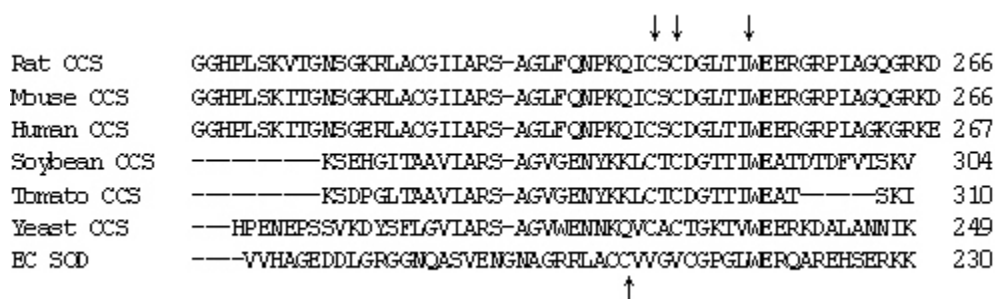 Rat CCS GGHPLSKVTGNSGKRLACGIIARS-AGLFQNPKQICSCDGLTIWEERGRPIAGQGRKD 266
Mouse CCS GGHPLSKITGNSGKRLACGIIARS-AGLFQNPKQICSCDGLTIWEERGRPIAGQGRKD 266
Human CCS GGHPLSKITGNSGERLACGIIARS-AGLFQNPKQICSCDGLTIWEERGRPIAGKGRKE 267
Soybean CCS ----------KSEHGITAAVIARS-AGVGENYKKLCTCDGTTIWEATDTDFVTSKV 304
Tomato CCS ----------KSDPGLTAAVIARS-AGVGENYKKLCTCDGTTIWEAT-----SKI 310
Yeast CCS ---HPENEPSSVKDYSFLGVIARS-AGVWENNKQVCACTGKTVWEERKDALANNIK 249
EC SOD ----VVHAGEDDLGRGGNQASVENGNAGRRLACCVVGVCGPGLWERQAREHSERKK 230